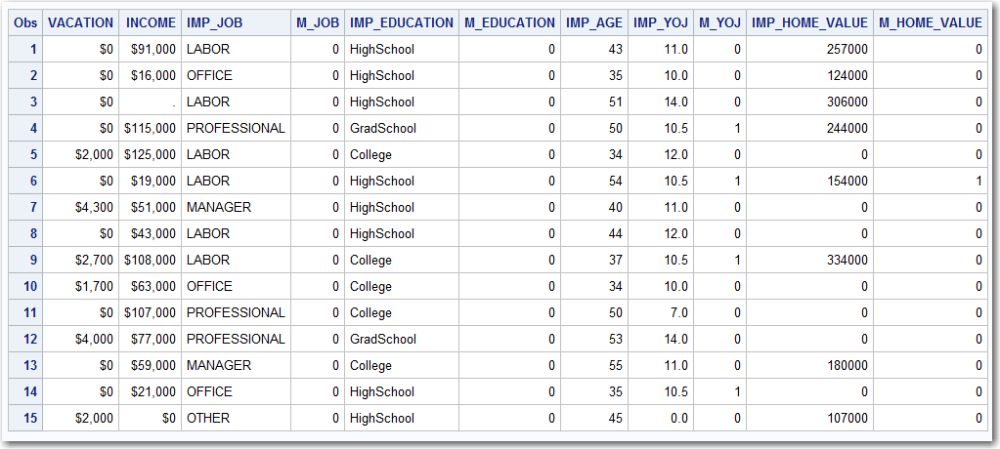 Obs VACATION INCOME IMP_JOB M_JOB IMP_EDUCATION M_EDUCATION IMP_AGE IMP_YOJ M_YOJ IMP_HOME_VALUE M_HOME_VALUE
1 $0 $91,000 LABOR 0 HighSchool 0 43 11.0 0 257000 0
2 $0 $16,000 OFFICE 0 HighSchool 0 35 10.0 0 124000 0
3 $0 . LABOR 0 HighSchool 0 51 14.0 0 306000 0
4 $0 $115,000 PROFESSIONAL 0 GradSchool 0 50 10.5 1 244000 0
5 $2,000 $125,000 LABOR 0 College 0 34 12.0 0 0 0
6 $0 $19,000 LABOR 0 HighSchool 0 54 10.5 1 154000 1
7 $4,300 $51,000 MANAGER 0 HighSchool 0 40 11.0 0 0 0
8 $0 $43,000 LABOR 0 HighSchool 0 44 12.0 0 0 0
9 $2,700 $108,000 LABOR 0 College 0 37 10.5 1 334000 0
10 $1,700 $63,000 OFFICE 0 College 0 34 10.0 0 0 0
11 $0 $107,000 PROFESSIONAL 0 College 0 50 7.0 0 0 0
12 $4,000 $77,000 PROFESSIONAL 0 GradSchool 0 53 14.0 0 0 0
13 $0 $59,000 MANAGER 0 College 0 55 11.0 0 180000 0
14 $0 $21,000 OFFICE 0 HighSchool 0 35 10.5 1 0 0
15 $2,000 $0 OTHER 0 HighSchool 0 45 0.0 0 107000 0